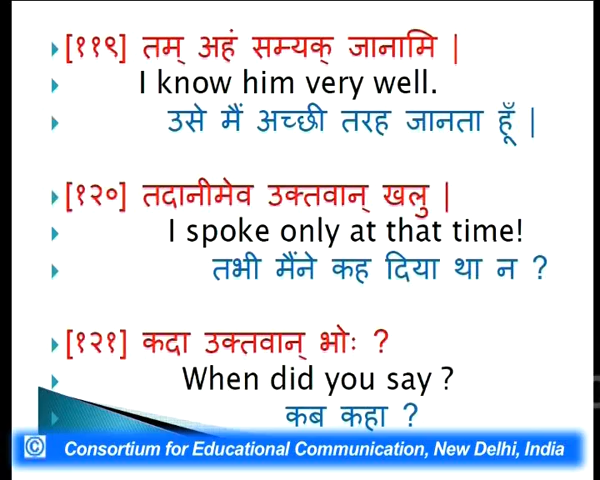 [११९] तम् अहं सम्यक् जानामि |
I know him very well.
उसे मैं अच्छी तरह जानता हूँ |
[१२०] तदानीमेव उक्तवान् खलु |
I spoke only at that time!
तभी मैंने कह दिया था न ?
[१२१] कदा उक्तवान् भोः ?
When did you say ?
कब कहा ?
© Consortium for Educational Communication, New Delhi, India